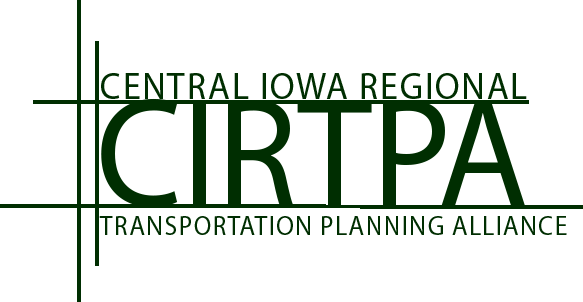 CENTRAL IOWA REGIONAL
CIRTPA
TRANSPORTATION PLANNING ALLIANCE